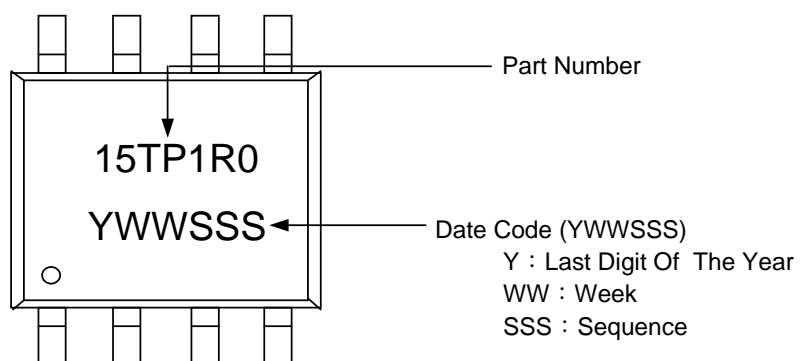 Part Number
15TP1R0
YWWSSS
Date Code (YWWSSS)
Y：Last Digit Of The Year
WW：Week
SSS：Sequence